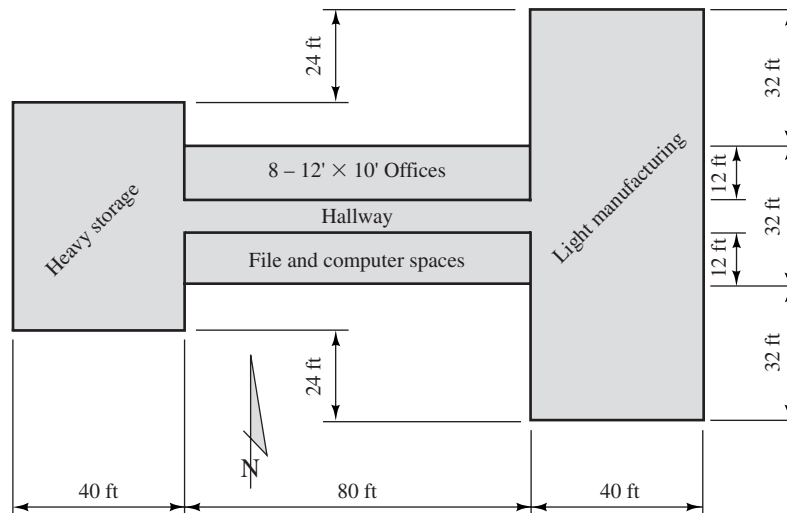 24 ft
32 ft
8 – 12' × 10' Offices
12 ft
Hallway
32 ft
Heavy storage
Light manufacturing
File and computer spaces
12 ft
24 ft
32 ft
N
40 ft
80 ft
40 ft